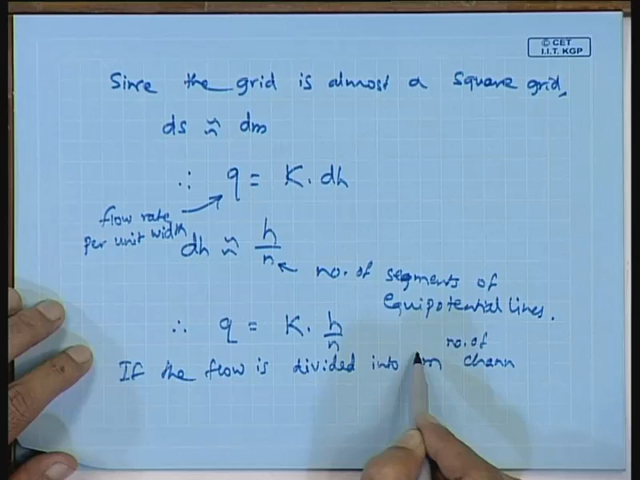 © CET
I.I.T. KGP
Since the grid is almost a square grid,
ds ≈ dm
∴ q = K. dh
flow rate
per unit width
dh ≈ h/n
no. of segments of
equipotential lines.
∴ q = K. h/n
no. of
If the flow is divided into m chann